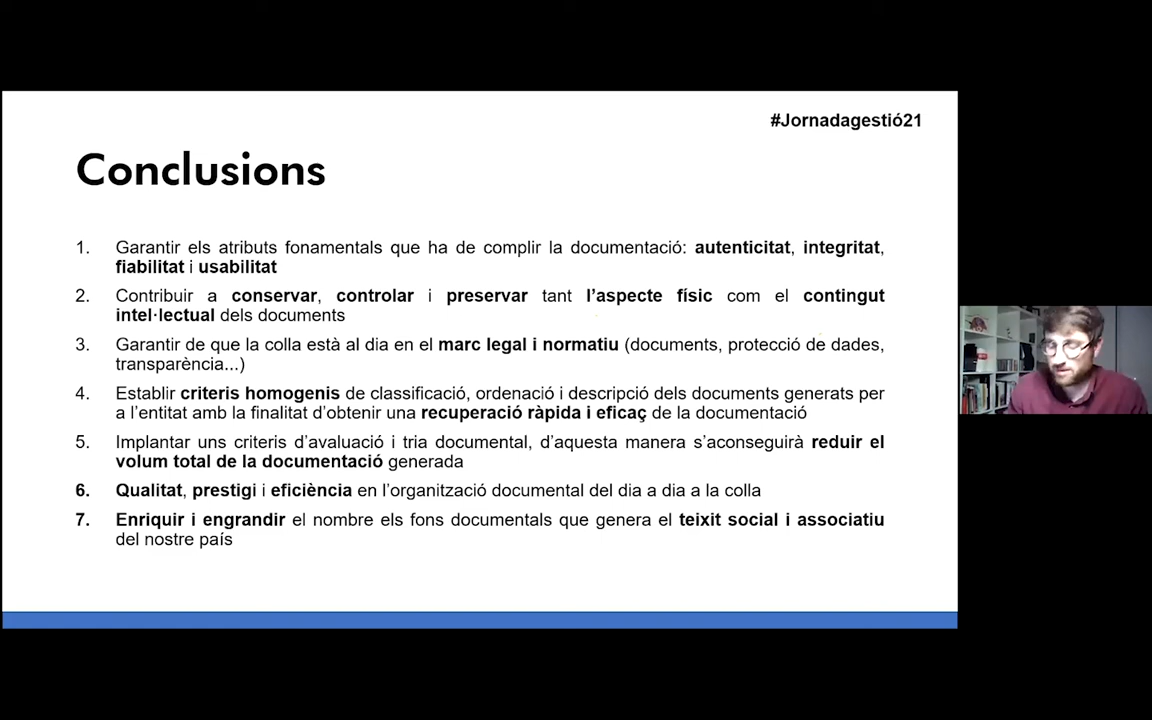 #Jornadagestió21
Conclusions
1. Garantir els atributs fonamentals que ha de complir la documentació: autenticitat, integritat,
fiabilitat i usabilitat
2. Contribuir a conservar, controlar i preservar tant l’aspecte físic com el contingut
intel·lectual dels documents
3. Garantir de que la colla està al dia en el marc legal i normatiu (documents, protecció de dades,
transparència...)
4. Establir criteris homogenis de classificació, ordenació i descripció dels documents generats per
a l’entitat amb la finalitat d’obtenir una recuperació ràpida i eficaç de la documentació
5. Implantar uns criteris d’avaluació i tria documental, d’aquesta manera s’aconseguirà reduir el
volum total de la documentació generada
6. Qualitat, prestigi i eficiència en l’organització documental del dia a dia a la colla
7. Enriquir i engrandir el nombre els fons documentals que genera el teixit social i associatiu
del nostre país